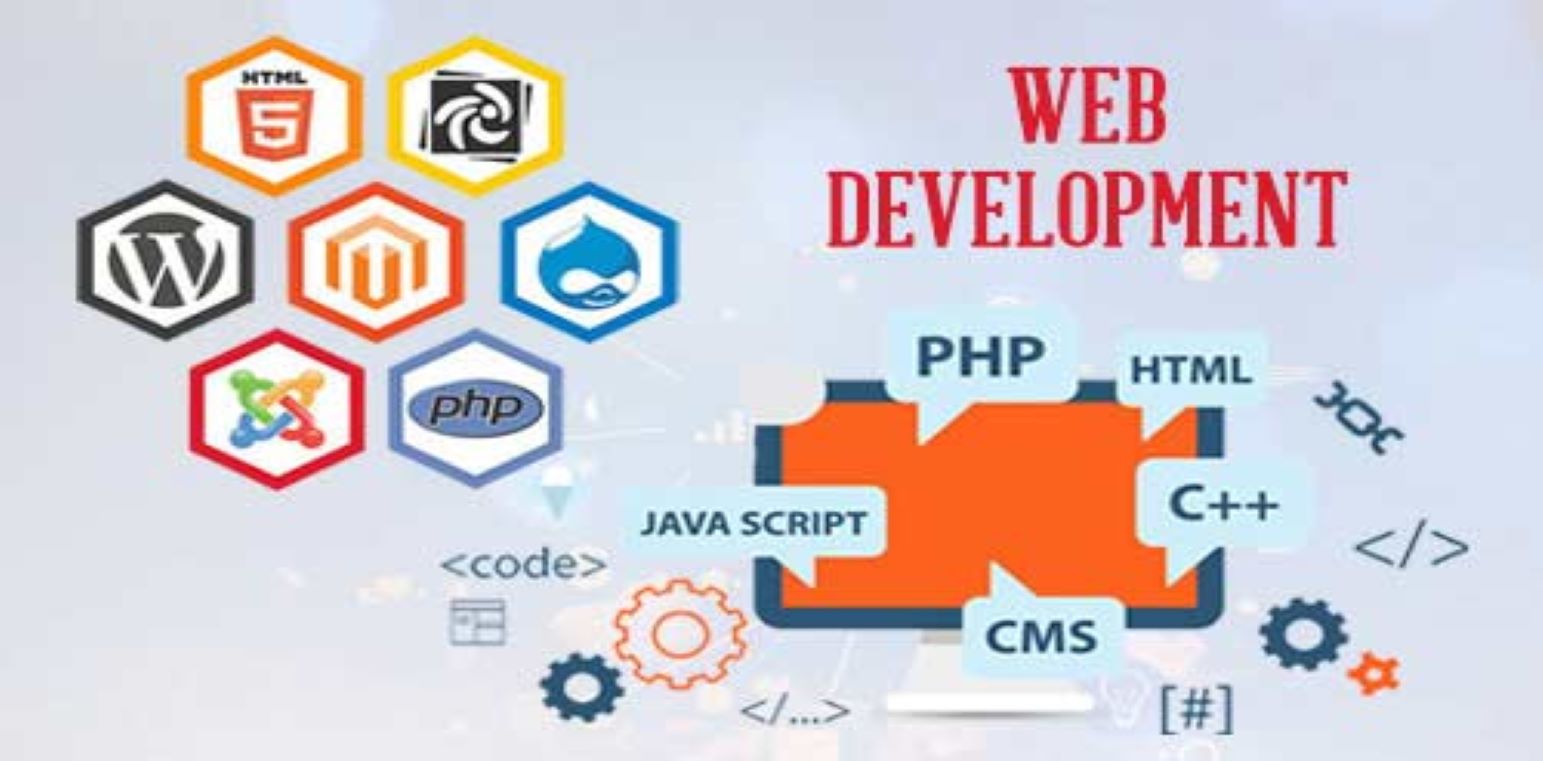 HTML
5
WEB
DEVELOPMENT
W
php
PHP
HTML
JAVA SCRIPT
C++
<code>
</>
CMS
</...>
[#]